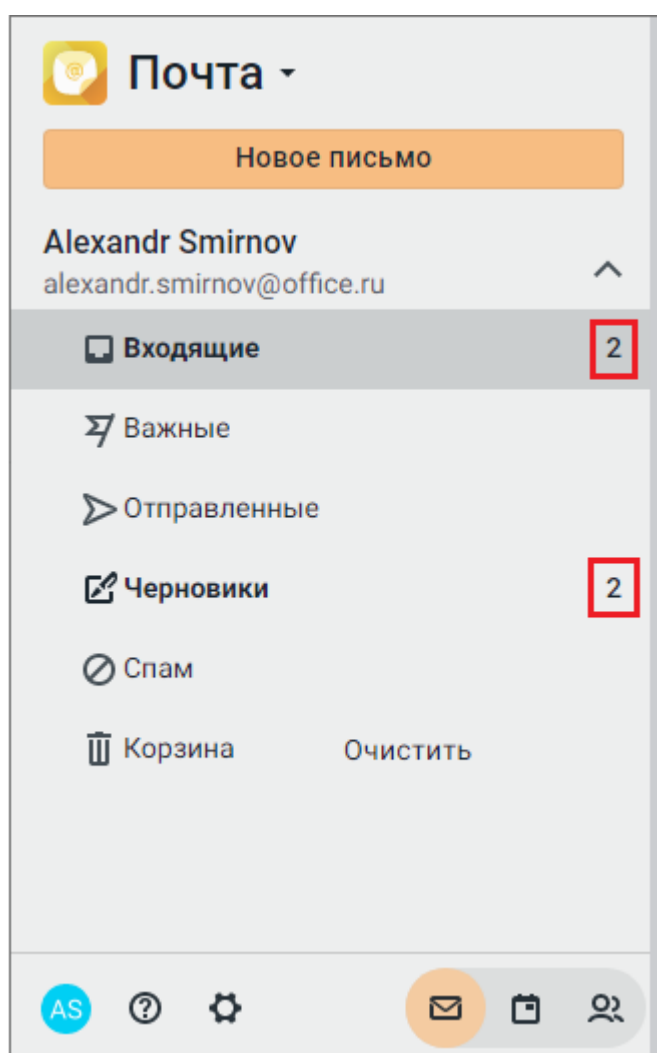 Почта
Новое письмо
Alexandr Smirnov
alexandr.smirnov@office.ru
Входящие 2
Важные
Отправленные
Черновики 2
Спам
Корзина Очистить
AS